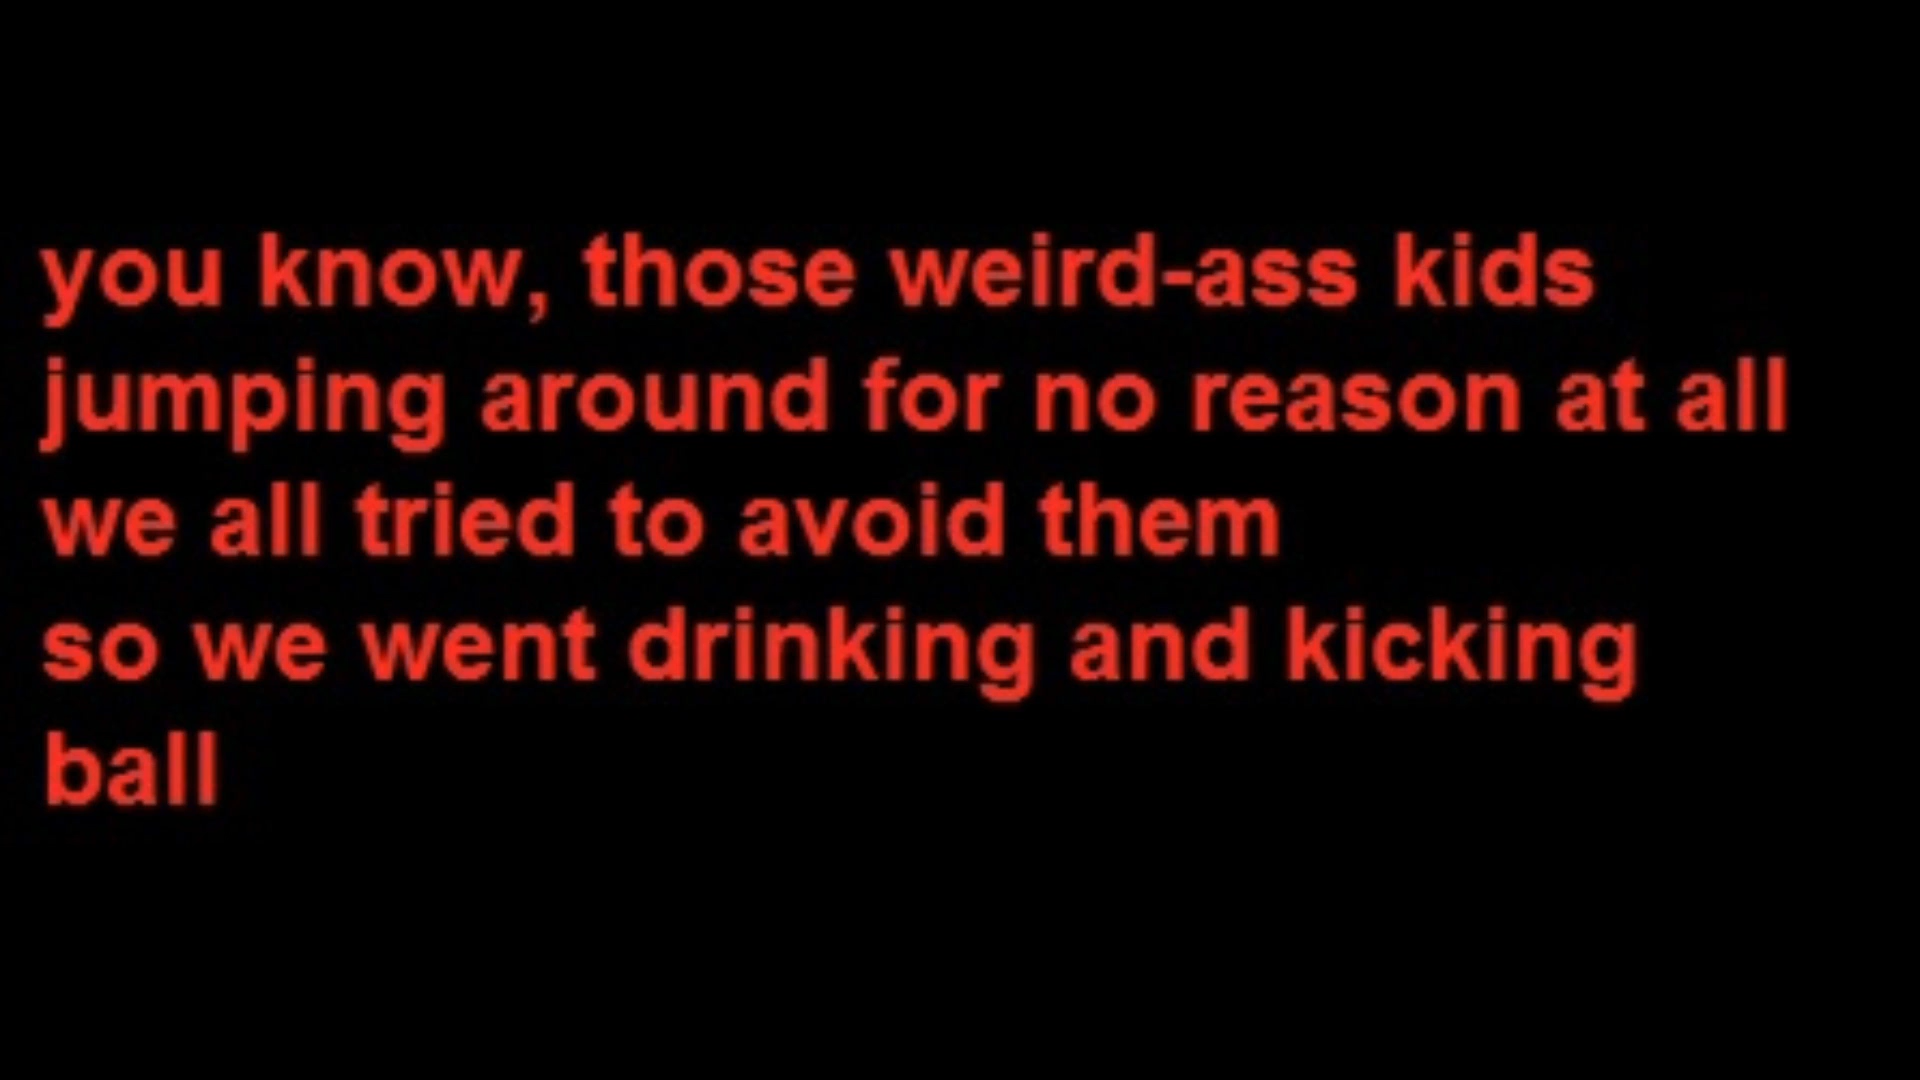 you know, those weird-ass kids
jumping around for no reason at all
we all tried to avoid them
so we went drinking and kicking
ball